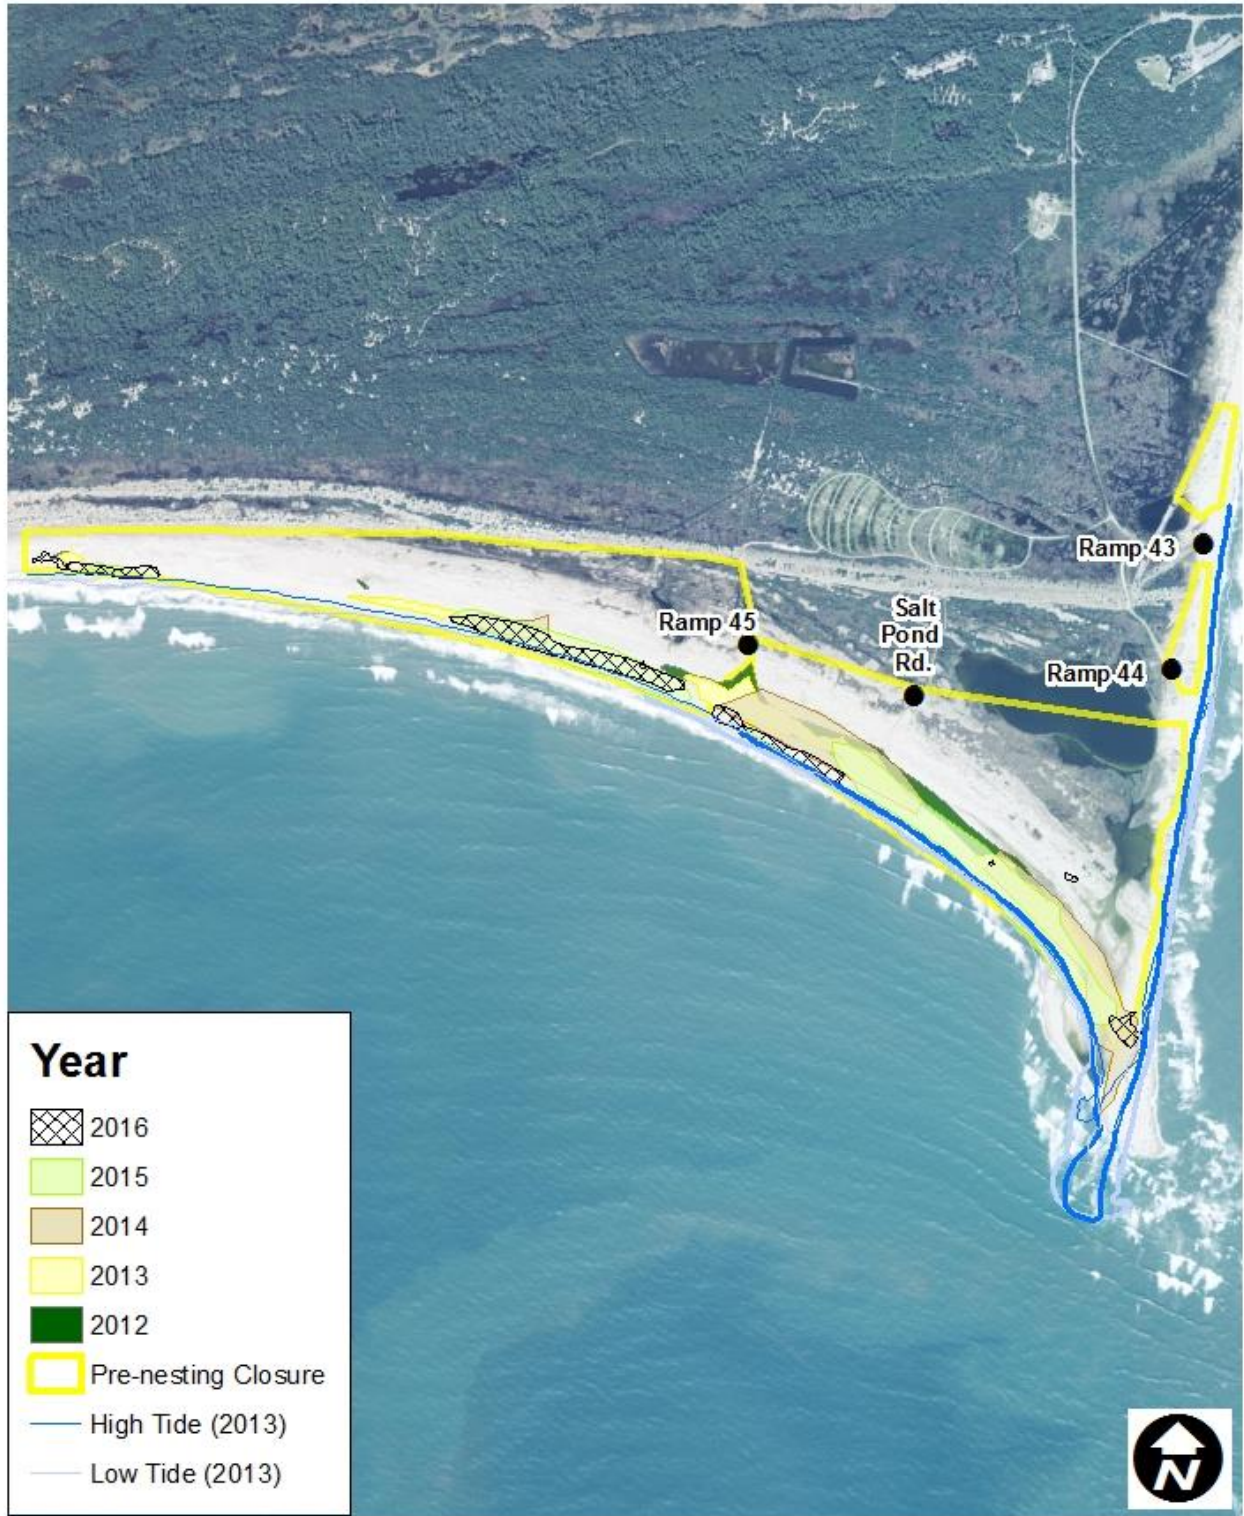 Ramp 43
Salt
Pond
Rd.
Ramp 45
Ramp 44
Year
2016
2015
2014
2013
2012
Pre-nesting Closure
High Tide (2013)
Low Tide (2013)
N